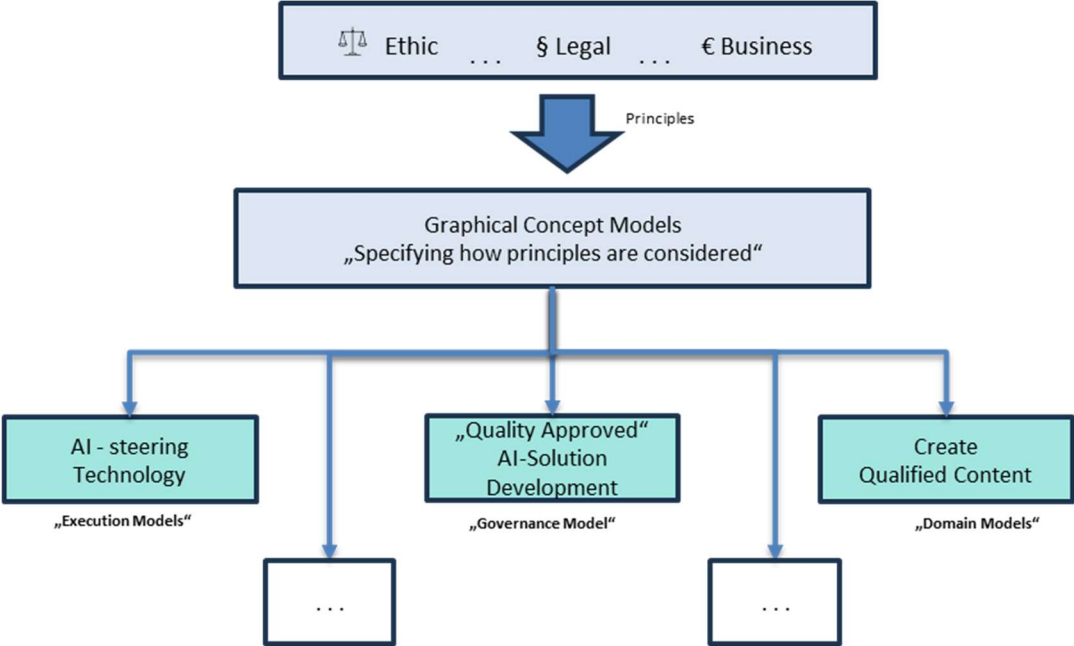 Ethic ... § Legal ... € Business
Principles
Graphical Concept Models
„Specifying how principles are considered“
AI - steering
Technology
„Quality Approved“
AI-Solution
Development
Create
Qualified Content
„Execution Models“
„Governance Model“
„Domain Models“
...
...